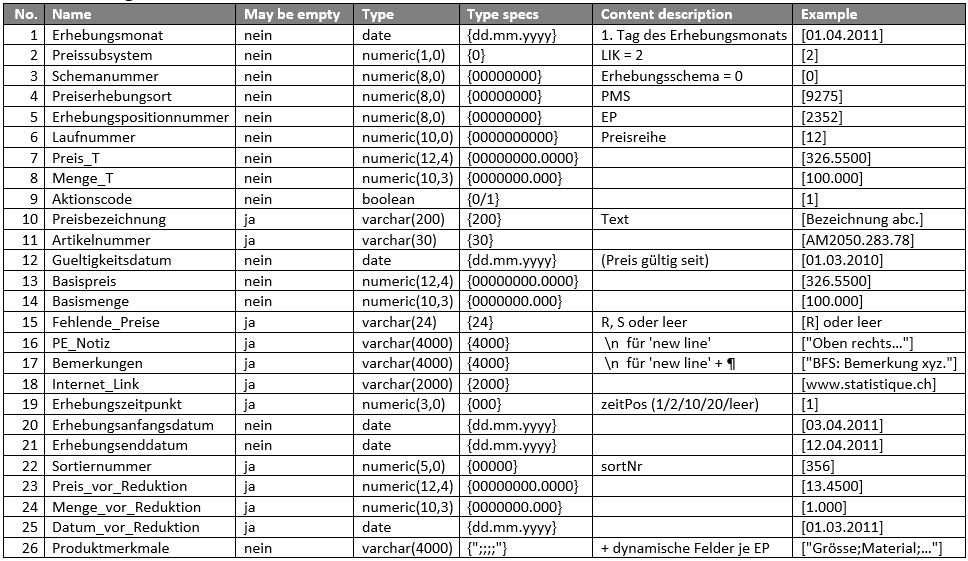 No. Name May be empty Type Type specs Content description Example
1 Erhebungsmonat nein date {dd.mm.yyyy} 1. Tag des Erhebungsmonats [01.04.2011]
2 Preissubsystem nein numeric(1,0) {0} LIK = 2 [2]
3 Schemanummer nein numeric(8,0) {00000000} Erhebungsschema = 0 [0]
4 Preiserhebungsort nein numeric(8,0) {00000000} PMS [9275]
5 Erhebungspositionnummer nein numeric(8,0) {00000000} EP [2352]
6 Laufnummer nein numeric(10,0) {0000000000} Preisreihe [12]
7 Preis_T nein numeric(12,4) {00000000.0000} [326.5500]
8 Menge_T nein numeric(10,3) {0000000.000} [100.000]
9 Aktionscode nein boolean {0/1} [1]
10 Preisbezeichnung ja varchar(200) {200} Text [Bezeichnung abc.]
11 Artikelnummer ja varchar(30) {30} [AM2050.283.78]
12 Gueltigkeitsdatum nein date {dd.mm.yyyy} (Preis gültig seit) [01.03.2010]
13 Basispreis nein numeric(12,4) {00000000.0000} [326.5500]
14 Basismenge nein numeric(10,3) {0000000.000} [100.000]
15 Fehlende_Preise ja varchar(24) {24} R, S oder leer [R] oder leer
16 PE_Notiz ja varchar(4000) {4000} \n für 'new line' ["Oben rechts…"]
17 Bemerkungen ja varchar(4000) {4000} \n für 'new line' + ¶ ["BFS: Bemerkung xyz."]
18 Internet_Link ja varchar(2000) {2000} [www.statistique.ch]
19 Erhebungszeitpunkt ja numeric(3,0) {000} zeitPos (1/2/10/20/leer) [1]
20 Erhebungsanfangsdatum nein date {dd.mm.yyyy} [03.04.2011]
21 Erhebungsenddatum nein date {dd.mm.yyyy} [12.04.2011]
22 Sortiernummer ja numeric(5,0) {00000} sortNr [356]
23 Preis_vor_Reduktion ja numeric(12,4) {00000000.0000} [13.4500]
24 Menge_vor_Reduktion ja numeric(10,3) {0000000.000} [1.000]
25 Datum_vor_Reduktion ja date {dd.mm.yyyy} [01.03.2011]
26 Produktmerkmale nein varchar(4000) {";;;;"} + dynamische Felder je EP ["Grösse;Material;…"]